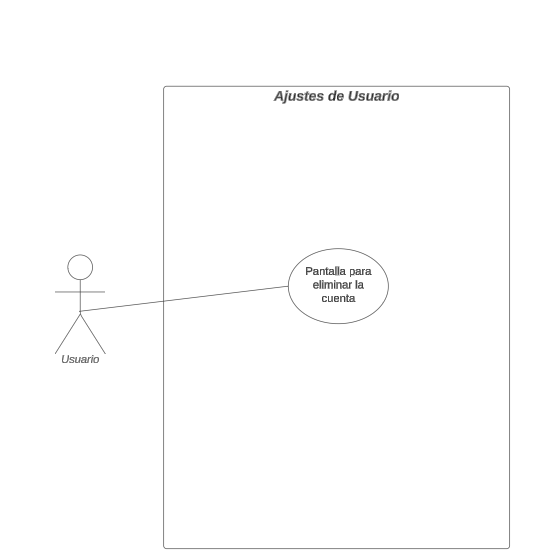 Ajustes de Usuario
Pantalla para
eliminar la
cuenta
Usuario